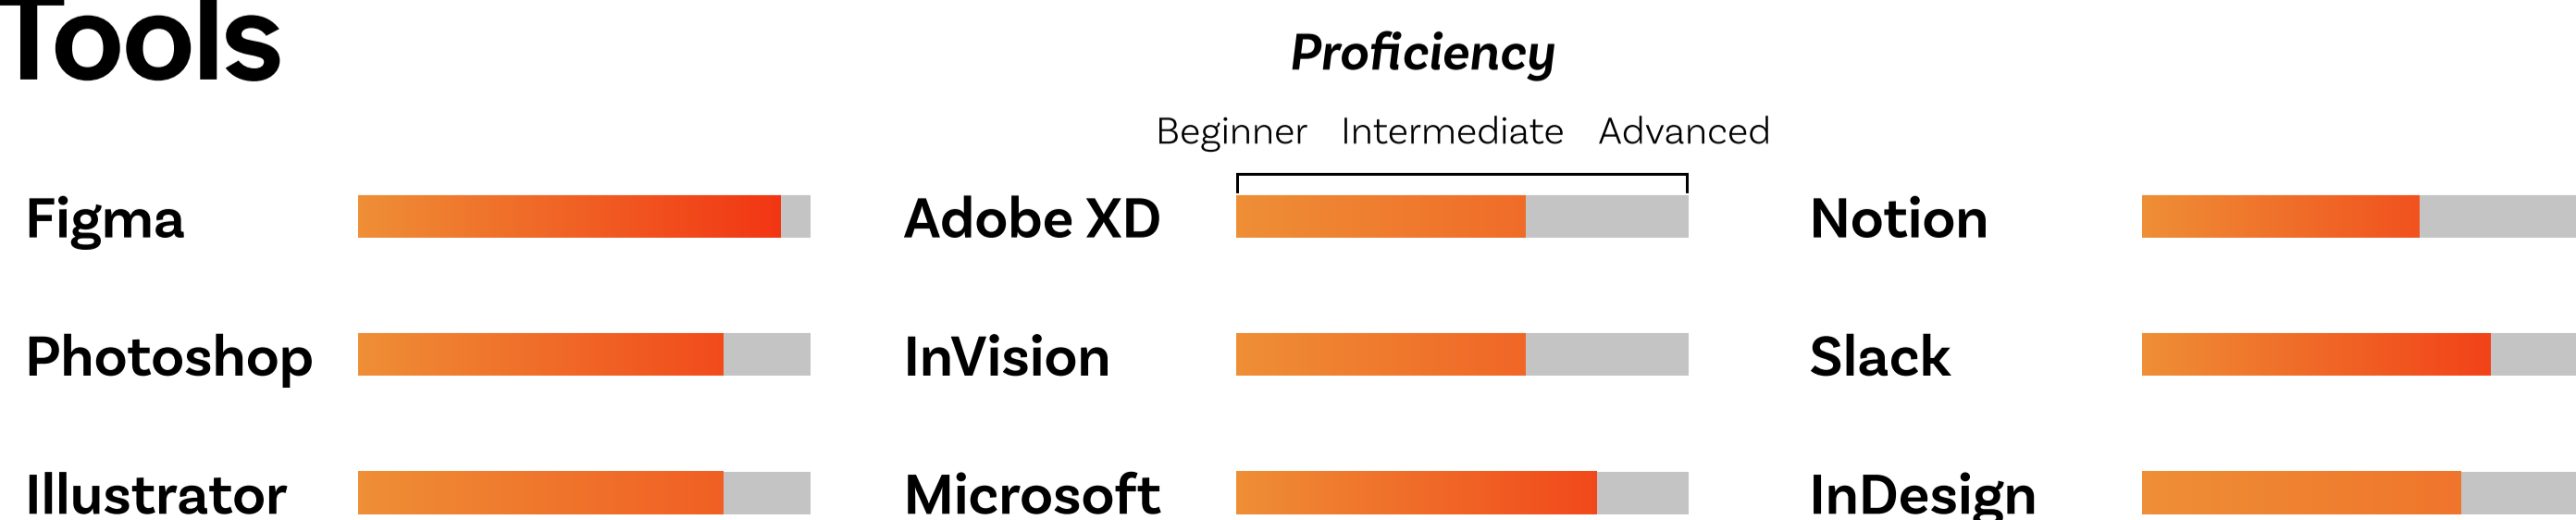 Tools
Proficiency
Beginner Intermediate Advanced
Figma Adobe XD Notion
Photoshop InVision Slack
Illustrator Microsoft InDesign